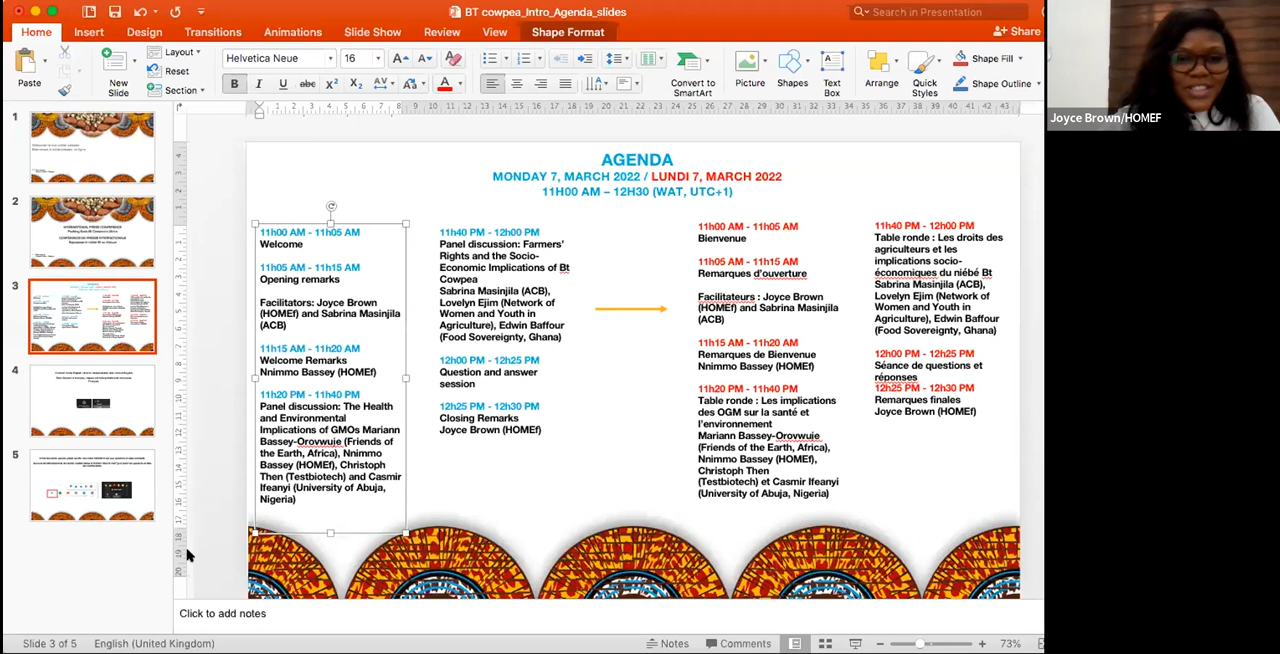 BT cowpea_Intro_Agenda_slides
Search in Presentation
Home
Insert
Design
Transitions
Animations
Slide Show
Review
View
Shape Format
Share
Paste
New
Slide
Layout
Reset
Section
Helvetica Neue
16
Convert to
SmartArt
Picture
Shapes
Text
Box
Arrange
Quick
Styles
Shape Fill
Shape Outline
Joyce Brown/HOMEF
1
2
3
4
5
AGENDA
MONDAY 7, MARCH 2022 / LUNDI 7, MARCH 2022
11H00 AM – 12H30 (WAT, UTC+1)
11h00 AM - 11h05 AM
Welcome
11h05 AM - 11h15 AM
Opening remarks
Facilitators: Joyce Brown
(HOMEf) and Sabrina Masinjila
(ACB)
11h15 AM - 11h20 AM
Welcome Remarks
Nnimmo Bassey (HOMEf)
11h20 PM - 11h40 PM
Panel discussion: The Health
and Environmental
Implications of GMOs Mariann
Bassey-Orovwuje (Friends of
the Earth, Africa), Nnimmo
Bassey (HOMEf), Christoph
Then (Testbiotech) and Casmir
Ifeanyi (University of Abuja,
Nigeria)
11h40 PM - 12h00 PM
Panel discussion: Farmers'
Rights and the Socio-
Economic Implications of Bt
Cowpea
Sabrina Masinjila (ACB),
Lovelyn Ejim (Network of
Women and Youth in
Agriculture), Edwin Baffour
(Food Sovereignty, Ghana)
12h00 PM - 12h25 PM
Question and answer
session
12h25 PM - 12h30 PM
Closing Remarks
Joyce Brown (HOMEf)
11h00 AM - 11h05 AM
Bienvenue
11h05 AM - 11h15 AM
Remarques d'ouverture
Facilitateurs : Joyce Brown
(HOMEf) and Sabrina Masinjila
(ACB)
11h15 AM - 11h20 AM
Remarques de Bienvenue
Nnimmo Bassey (HOMEf)
11h20 PM - 11h40 PM
Table ronde : Les implications
des OGM sur la santé et
l'environnement
Mariann Bassey-Orovwuje
(Friends of the Earth, Africa),
Nnimmo Bassey (HOMEf),
Christoph Then
(Testbiotech) et Casmir Ifeanyi
(University of Abuja, Nigeria)
11h40 PM - 12h00 PM
Table ronde : Les droits des
agriculteurs et les
implications socio-
économiques du niébé Bt
Sabrina Masinjila (ACB),
Lovelyn Ejim (Network of
Women and Youth in
Agriculture), Edwin Baffour
(Food Sovereignty, Ghana)
12h00 PM - 12h25 PM
Séance de questions et
réponses
12h25 PM - 12h30 PM
Remarques finales
Joyce Brown (HOMEf)
Click to add notes
Slide 3 of 5
English (United Kingdom)
Notes
Comments
73%